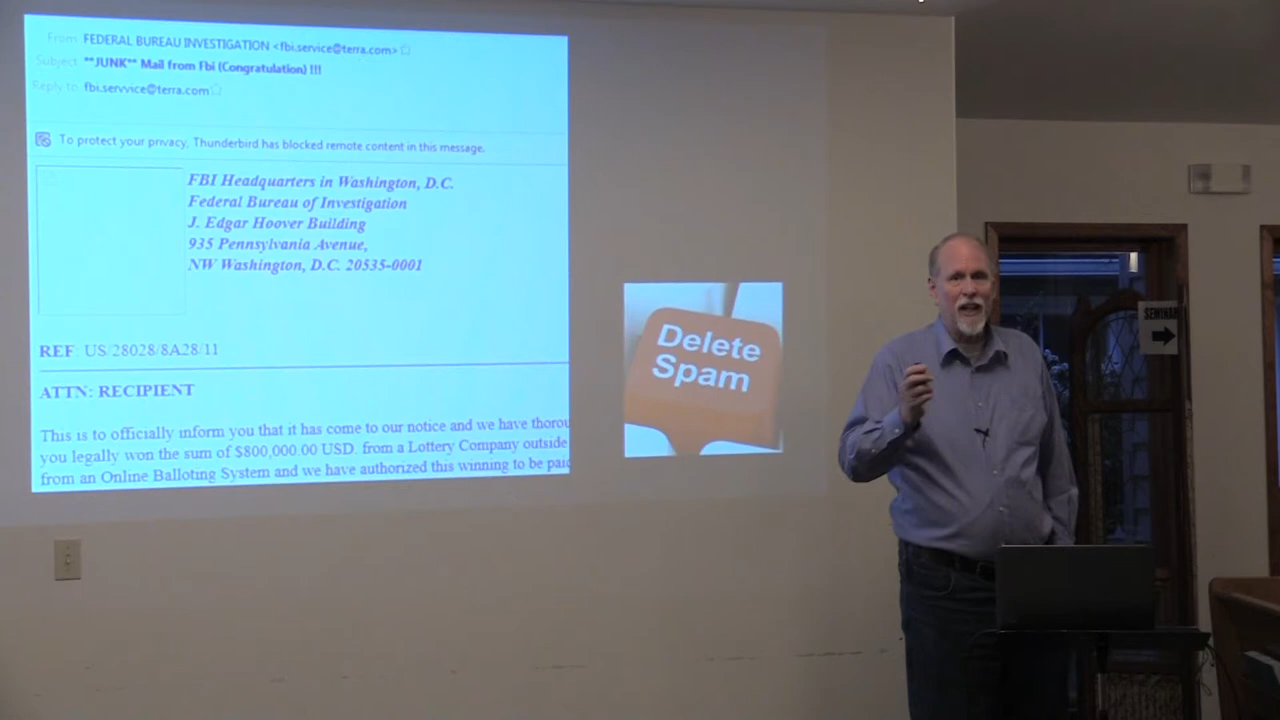 From: FEDERAL BUREAU INVESTIGATION <fbi.service@terra.com>
Subject: **JUNK** Mail from Fbi (Congratulation) !!!
Reply to: fbi.servvice@terra.com
To protect your privacy, Thunderbird has blocked remote content in this message.
FBI Headquarters in Washington, D.C.
Federal Bureau of Investigation
J. Edgar Hoover Building
935 Pennsylvania Avenue,
NW Washington, D.C. 20535-0001
REF: US/28028/8A28/11
ATTN: RECIPIENT
This is to officially inform you that it has come to our notice and we have thorou
you legally won the sum of $800,000.00 USD. from a Lottery Company outside
from an Online Balloting System and we have authorized this winning to be paid
Delete
Spam
SEMINAR